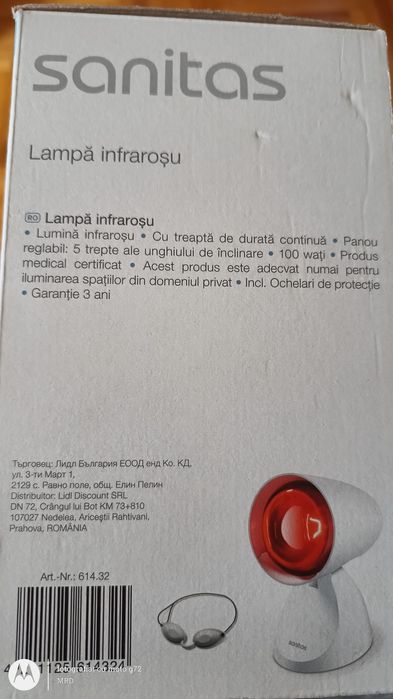 sanitas
Lampă infraroșu
RO Lampă infraroșu
• Lumină infraroșu • Cu treaptă de durată continuă • Panou
reglabil: 5 trepte ale unghiului de înclinare • 100 wați • Produs
medical certificat • Acest produs este adecvat numai pentru
iluminarea spațiilor din domeniul privat • Incl. Ochelari de protecție
• Garanție 3 ani
Търговец: Лидл България ЕООД енд Ко. КД,
ул. 3-ти Март 1,
2129 с. Равно поле, общ. Елин Пелин
Distribuitor: Lidl Discount SRL
DN 72, Crângul lui Bot KM 73+810
107027 Nedelea, Ariceștii Rahtivani,
Prahova, ROMÂNIA
Art.-Nr.: 614.32
sanitas
614324
MRD